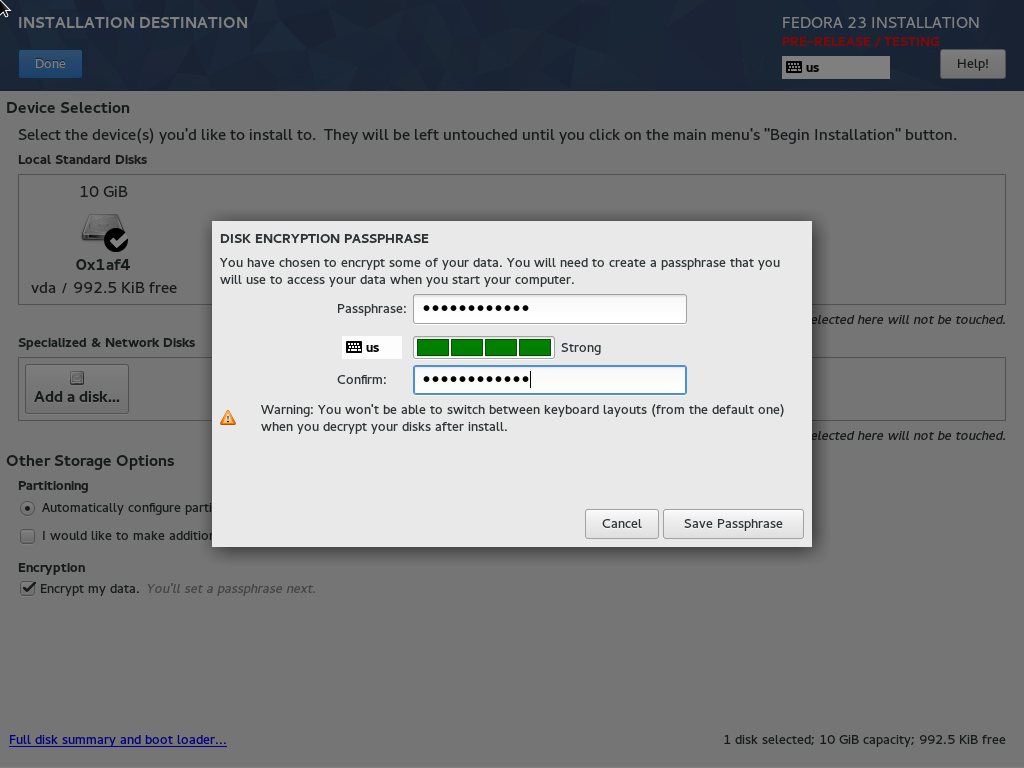 INSTALLATION DESTINATION
FEDORA 23 INSTALLATION
PRE-RELEASE / TESTING
Done
us
Help!
Device Selection
Select the device(s) you'd like to install to.  They will be left untouched until you click on the main menu's "Begin Installation" button.
Local Standard Disks
10 GiB
0x1af4
vda / 992.5 KiB free
here will not be touched.
Specialized & Network Disks
Add a disk...
here will not be touched.
DISK ENCRYPTION PASSPHRASE
You have chosen to encrypt some of your data. You will need to create a passphrase that you
will use to access your data when you start your computer.
Passphrase: ●●●●●●●●●●●●
us
Strong
Confirm: ●●●●●●●●●●●●
Warning: You won't be able to switch between keyboard layouts (from the default one)
when you decrypt your disks after install.
Cancel
Save Passphrase
Other Storage Options
Partitioning
Automatically configure
I would like to make
Encryption
Encrypt my data. You'll set a passphrase next.
Full disk summary and boot loader...
1 disk selected; 10 GiB capacity; 992.5 KiB free